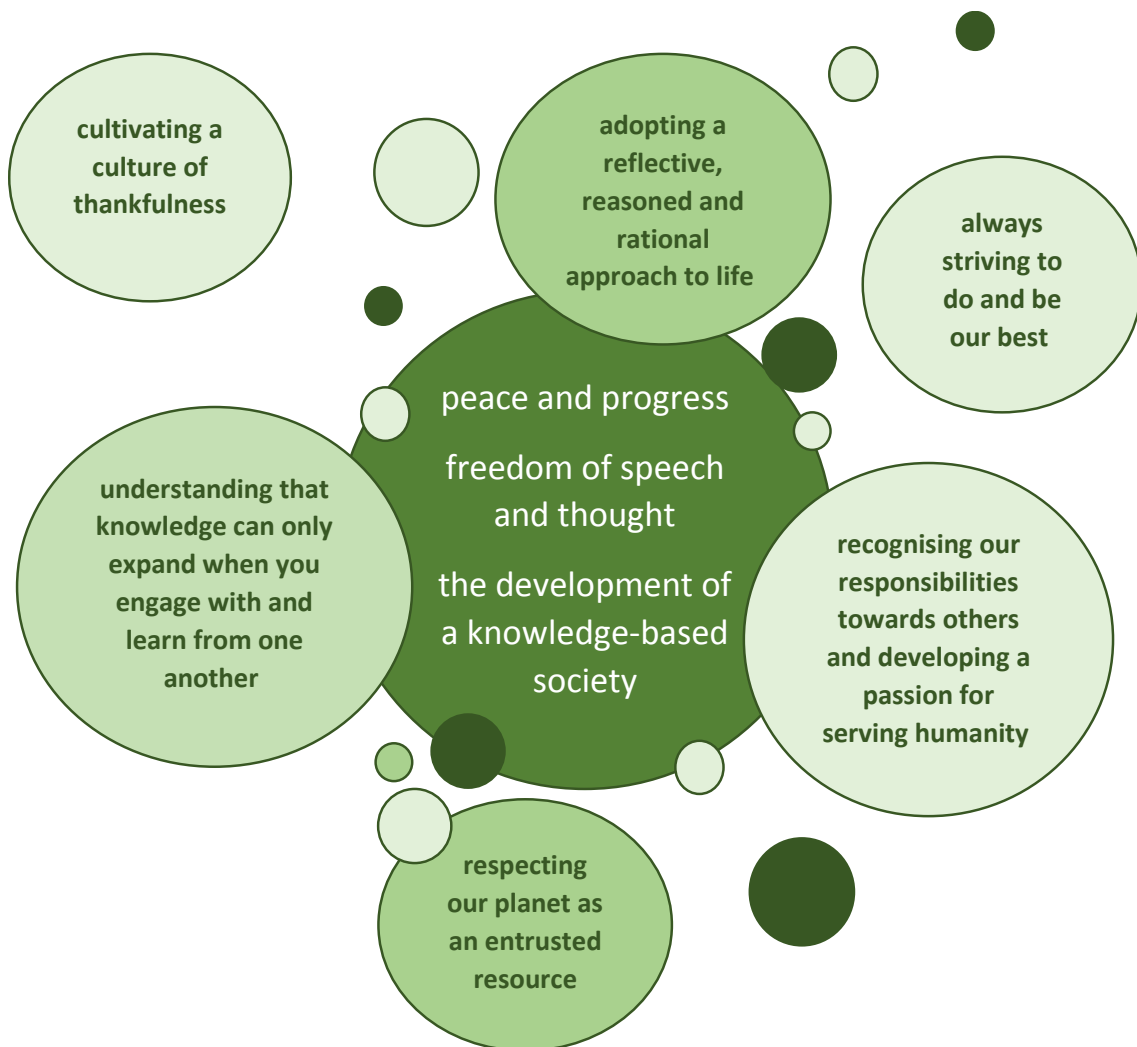 cultivating a
culture of
thankfulness
adopting a
reflective,
reasoned and
rational
approach to life
always
striving to
do and be
our best
peace and progress
freedom of speech
and thought
the development of
a knowledge-based
society
understanding that
knowledge can only
expand when you
engage with and
learn from one
another
recognising our
responsibilities
towards others
and developing a
passion for
serving humanity
respecting
our planet as
an entrusted
resource